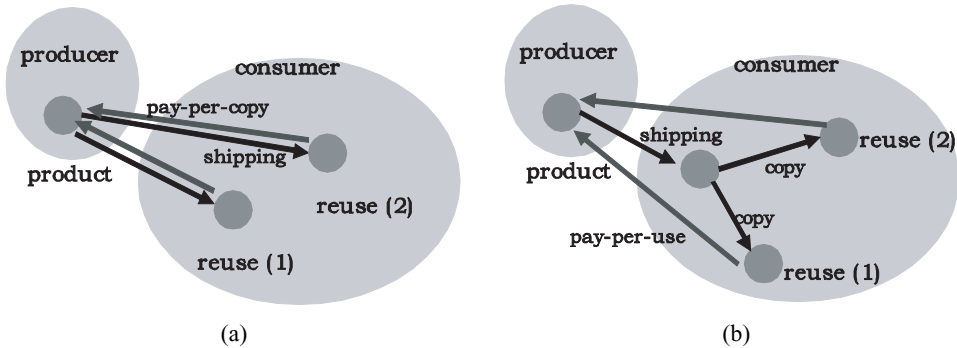 producer
consumer
pay-per-copy
shipping
product
reuse (2)
reuse (1)
(a)
producer
consumer
shipping
reuse (2)
copy
product
copy
pay-per-use
reuse (1)
(b)